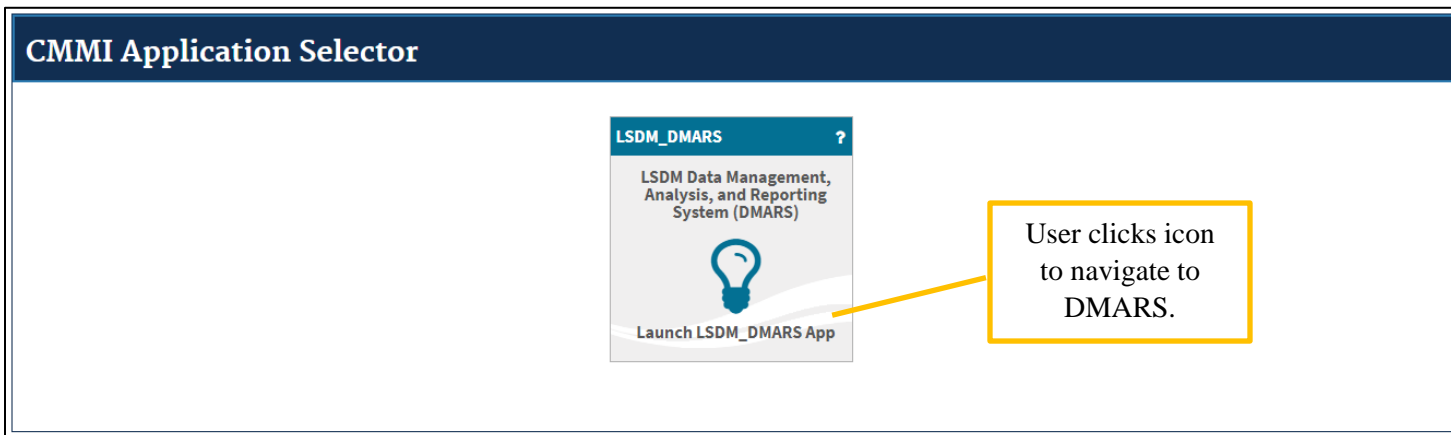 CMMI Application Selector
LSDM_DMARS ?
LSDM Data Management,
Analysis, and Reporting
System (DMARS)
Launch LSDM_DMARS App
User clicks icon
to navigate to
DMARS.